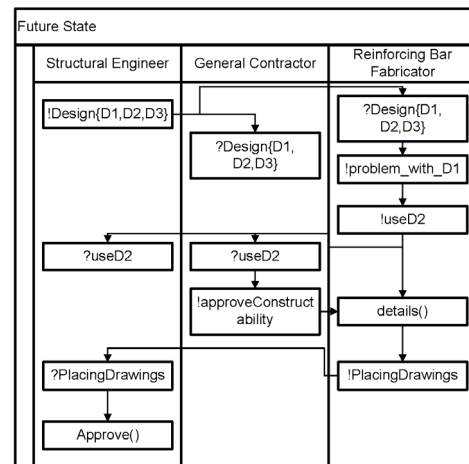 Future State
Structural Engineer
General Contractor
Reinforcing Bar
Fabricator
!Design{D1,D2,D3}
?Design{D1,
D2,D3}
?Design{D1,
D2,D3}
!problem_with_D1
!useD2
?useD2
?useD2
!approveConstruct
ability
details()
?PlacingDrawings
!PlacingDrawings
Approve()